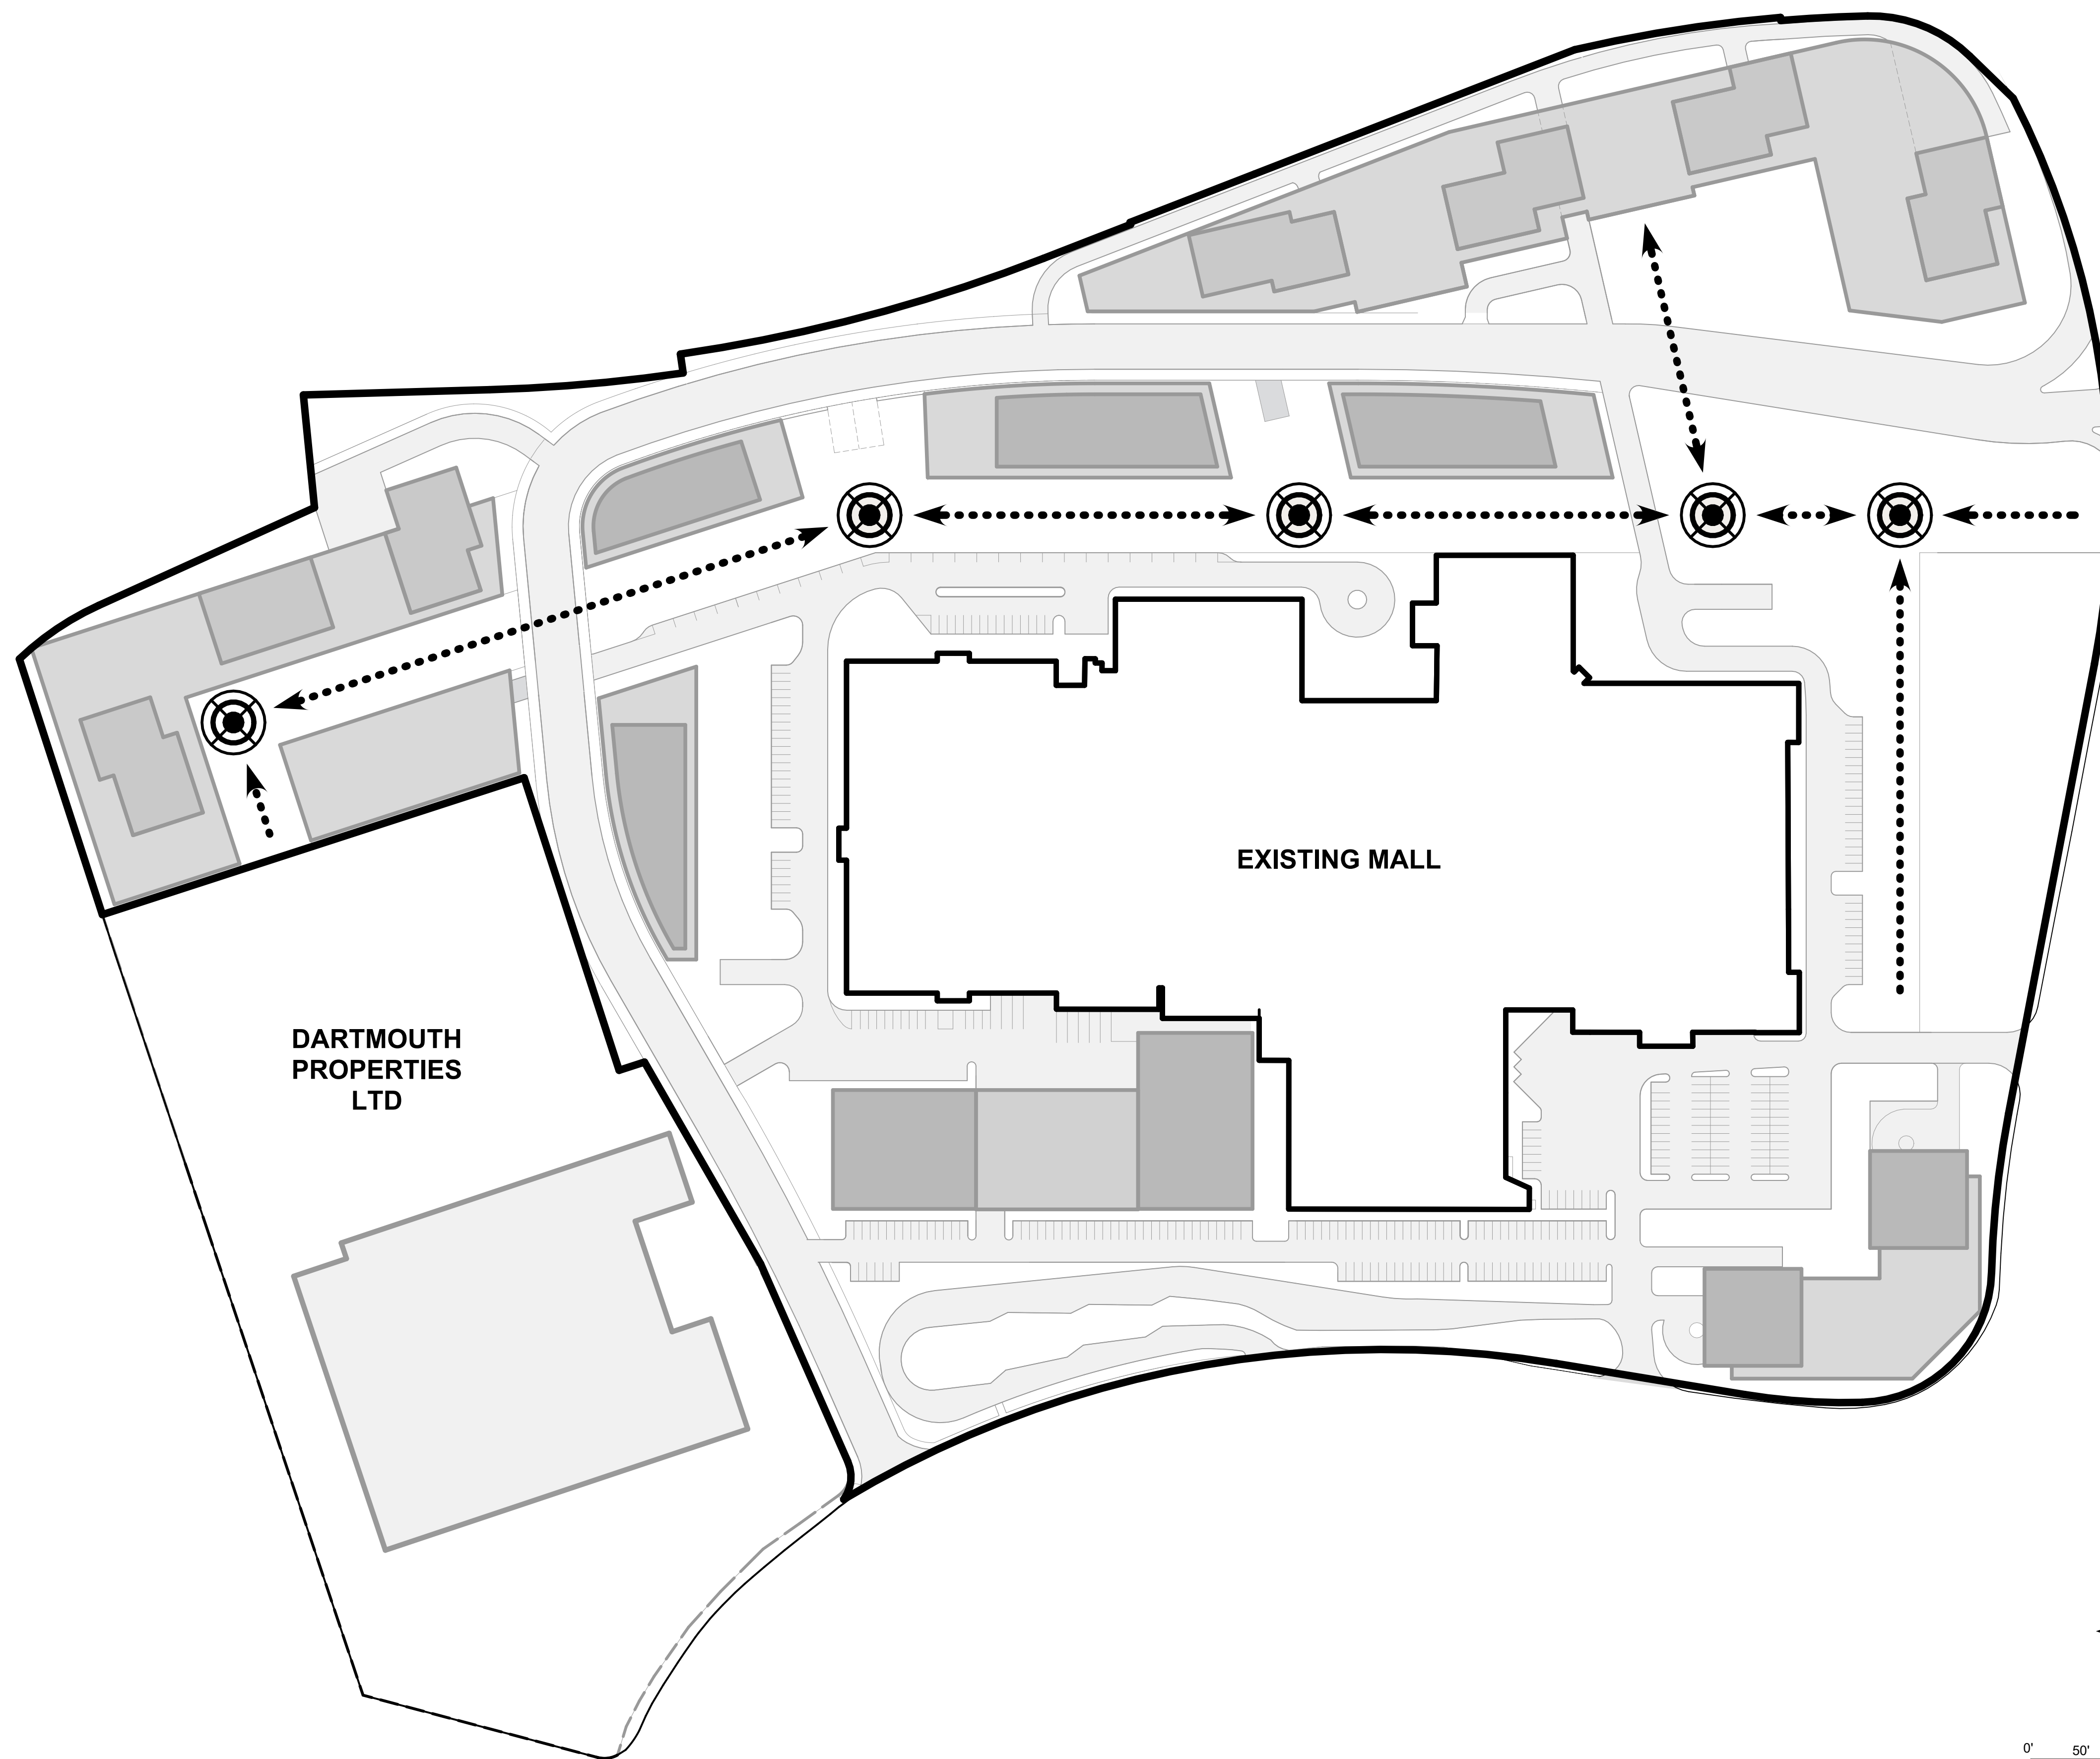 EXISTING MALL
DARTMOUTH
PROPERTIES
LTD
0' 50'